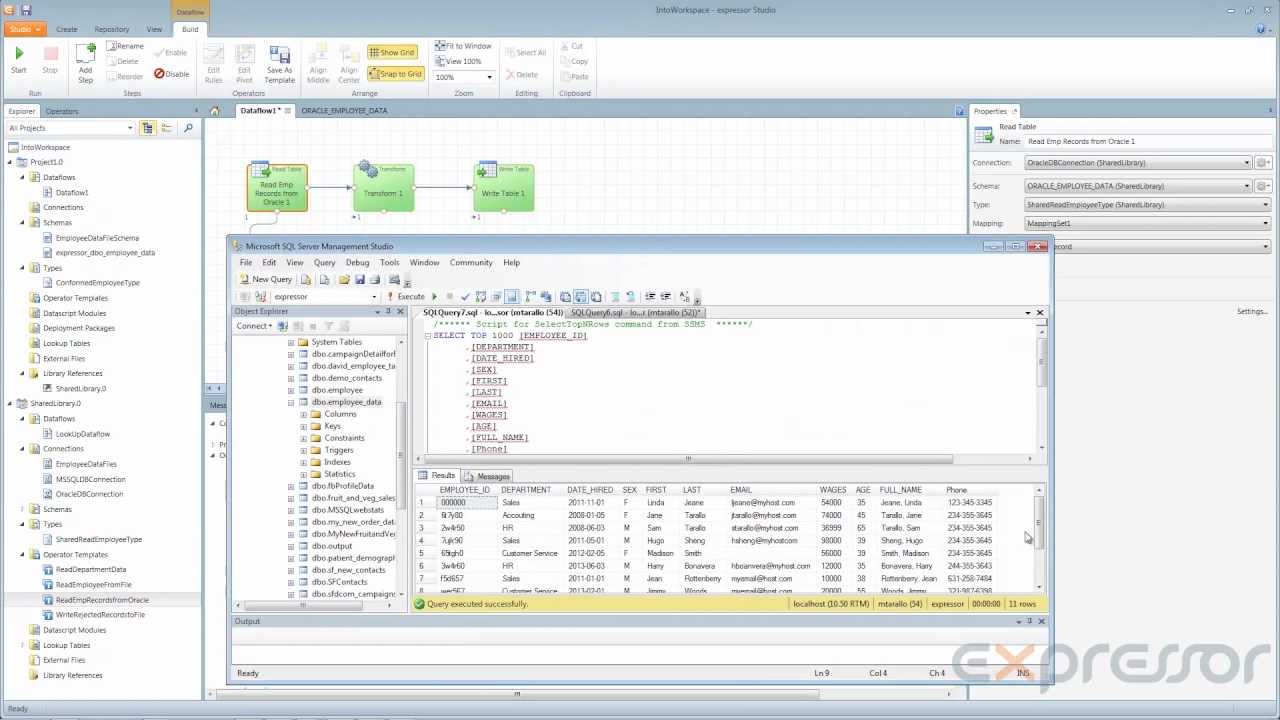 Dataflow
IntoWorkspace - expressor Studio
Studio Create Repository View Build
Start Stop Add Step Rename Delete Reorder Enable Disable Edit Rules Edit Pivot Save As Template Align Middle Align Center Show Grid Snap to Grid Fit to Window View 100% 100% Select All Delete Cut Copy Paste
Run Steps Operators Arrange Zoom Editing Clipboard
Explorer Operators
All Projects
IntoWorkspace
Project1.0
Dataflows
Dataflow1
Connections
Schemas
EmployeeDataFileSchema
expressor_dbo_employee_data
Types
ConformedEmployeeType
Operator Templates
Datascript Modules
Deployment Packages
Lookup Tables
External Files
Library References
SharedLibrary.0
SharedLibrary.0
Dataflows
LookUpDataflow
Connections
EmployeeDataFiles
MSSQLDBConnection
OracleDBConnection
Schemas
Types
SharedReadEmployeeType
Operator Templates
ReadDepartmentData
ReadEmployeeFromFile
ReadEmpRecordsfromOracle
WriteRejectedRecordstoFile
Datascript Modules
Lookup Tables
External Files
Library References
Ready
Dataflow1 * ORACLE_EMPLOYEE_DATA
Read Table
Read Emp
Records from
Oracle 1
1
Transform
Transform 1
1
Write Table
Write Table 1
1
Mes
Properties
Read Table
Name: Read Emp Records from Oracle 1
Connection: OracleDBConnection (SharedLibrary)
Schema: ORACLE_EMPLOYEE_DATA (SharedLibrary)
Type: SharedReadEmployeeType (SharedLibrary)
Mapping: MappingSet1
ecord
Settings...
Microsoft SQL Server Management Studio
File Edit View Query Debug Tools Window Community Help
New Query
expressor Execute
Object Explorer
Connect
System Tables
dbo.campaignDetailforl
dbo.david_employee_ta
dbo.demo_contacts
dbo.employee
dbo.employee_data
Columns
Keys
Constraints
Triggers
Indexes
Statistics
dbo.fbProfileData
dbo.fruit_and_veg_sales
dbo.MSSQLwebstats
dbo.my_new_order_dat
dbo.MyNewFruitandVe
dbo.output
dbo.patient_demograp
dbo.sf_new_contacts
dbo.SFContacts
dbo.sfdcom_campaigns
SQLQuery7.sql - lo...sor (mtarallo (54)) SQLQuery6.sql - lo...r (mtarallo (52))*
/****** Script for SelectTopNRows command from SSMS ******/
SELECT TOP 1000 [EMPLOYEE_ID]
,[DEPARTMENT]
,[DATE_HIRED]
,[SEX]
,[FIRST]
,[LAST]
,[EMAIL]
,[WAGES]
,[AGE]
,[FULL_NAME]
,[Phone]
Results Messages
EMPLOYEE_ID DEPARTMENT DATE_HIRED SEX FIRST LAST EMAIL WAGES AGE FULL_NAME Phone
1 000000 Sales 2011-11-01 F Linda Jeane ljeane@myhost.com 54000 35 Jeane, Linda 123-345-3345
2 6t7y80 Accouting 2008-01-05 F Jane Tarallo jtarallo@myhost.com 74000 45 Tarallo, Jane 234-355-3645
3 2w4r50 HR 2008-06-03 M Sam Tarallo starallo@myhost.com 36999 65 Tarallo, Sam 234-355-3645
4 7ujk90 Sales 2011-05-01 M Hugo Sheng hsheng@myhost.com 98000 39 Sheng, Hugo 234-355-3645
5 Customer Service 2012-02-05 F Madison Smith 56000 39 Smith, Madison 234-355-3645
6 3w4r60 HR 2013-06-03 M Harry Bonavera hboanvera@myhost.com 12000 35 Bonavera, Harry 234-355-3645
7 f5d657 Sales 2011-01-01 M Jean Rottenberry myemail@host.com 10000 38 Rottenberry, Jean 631-258-7484
8 Customer Service 2013-02-05 M Jimmy Woods 20000 55 Woods, Jimmy
Query executed successfully. localhost (10.50 RTM) mtarallo (54) expressor 00:00:00 11 rows
Output
Ready Ln 9 Col 4 Ch 4 INS
expressor